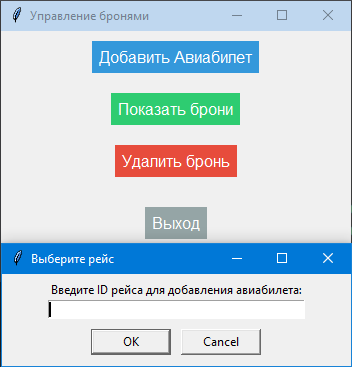 Управление бронями
Добавить Авиабилет
Показать брони
Удалить бронь
Выход
Выберите рейс
Введите ID рейса для добавления авиабилета:
OK
Cancel